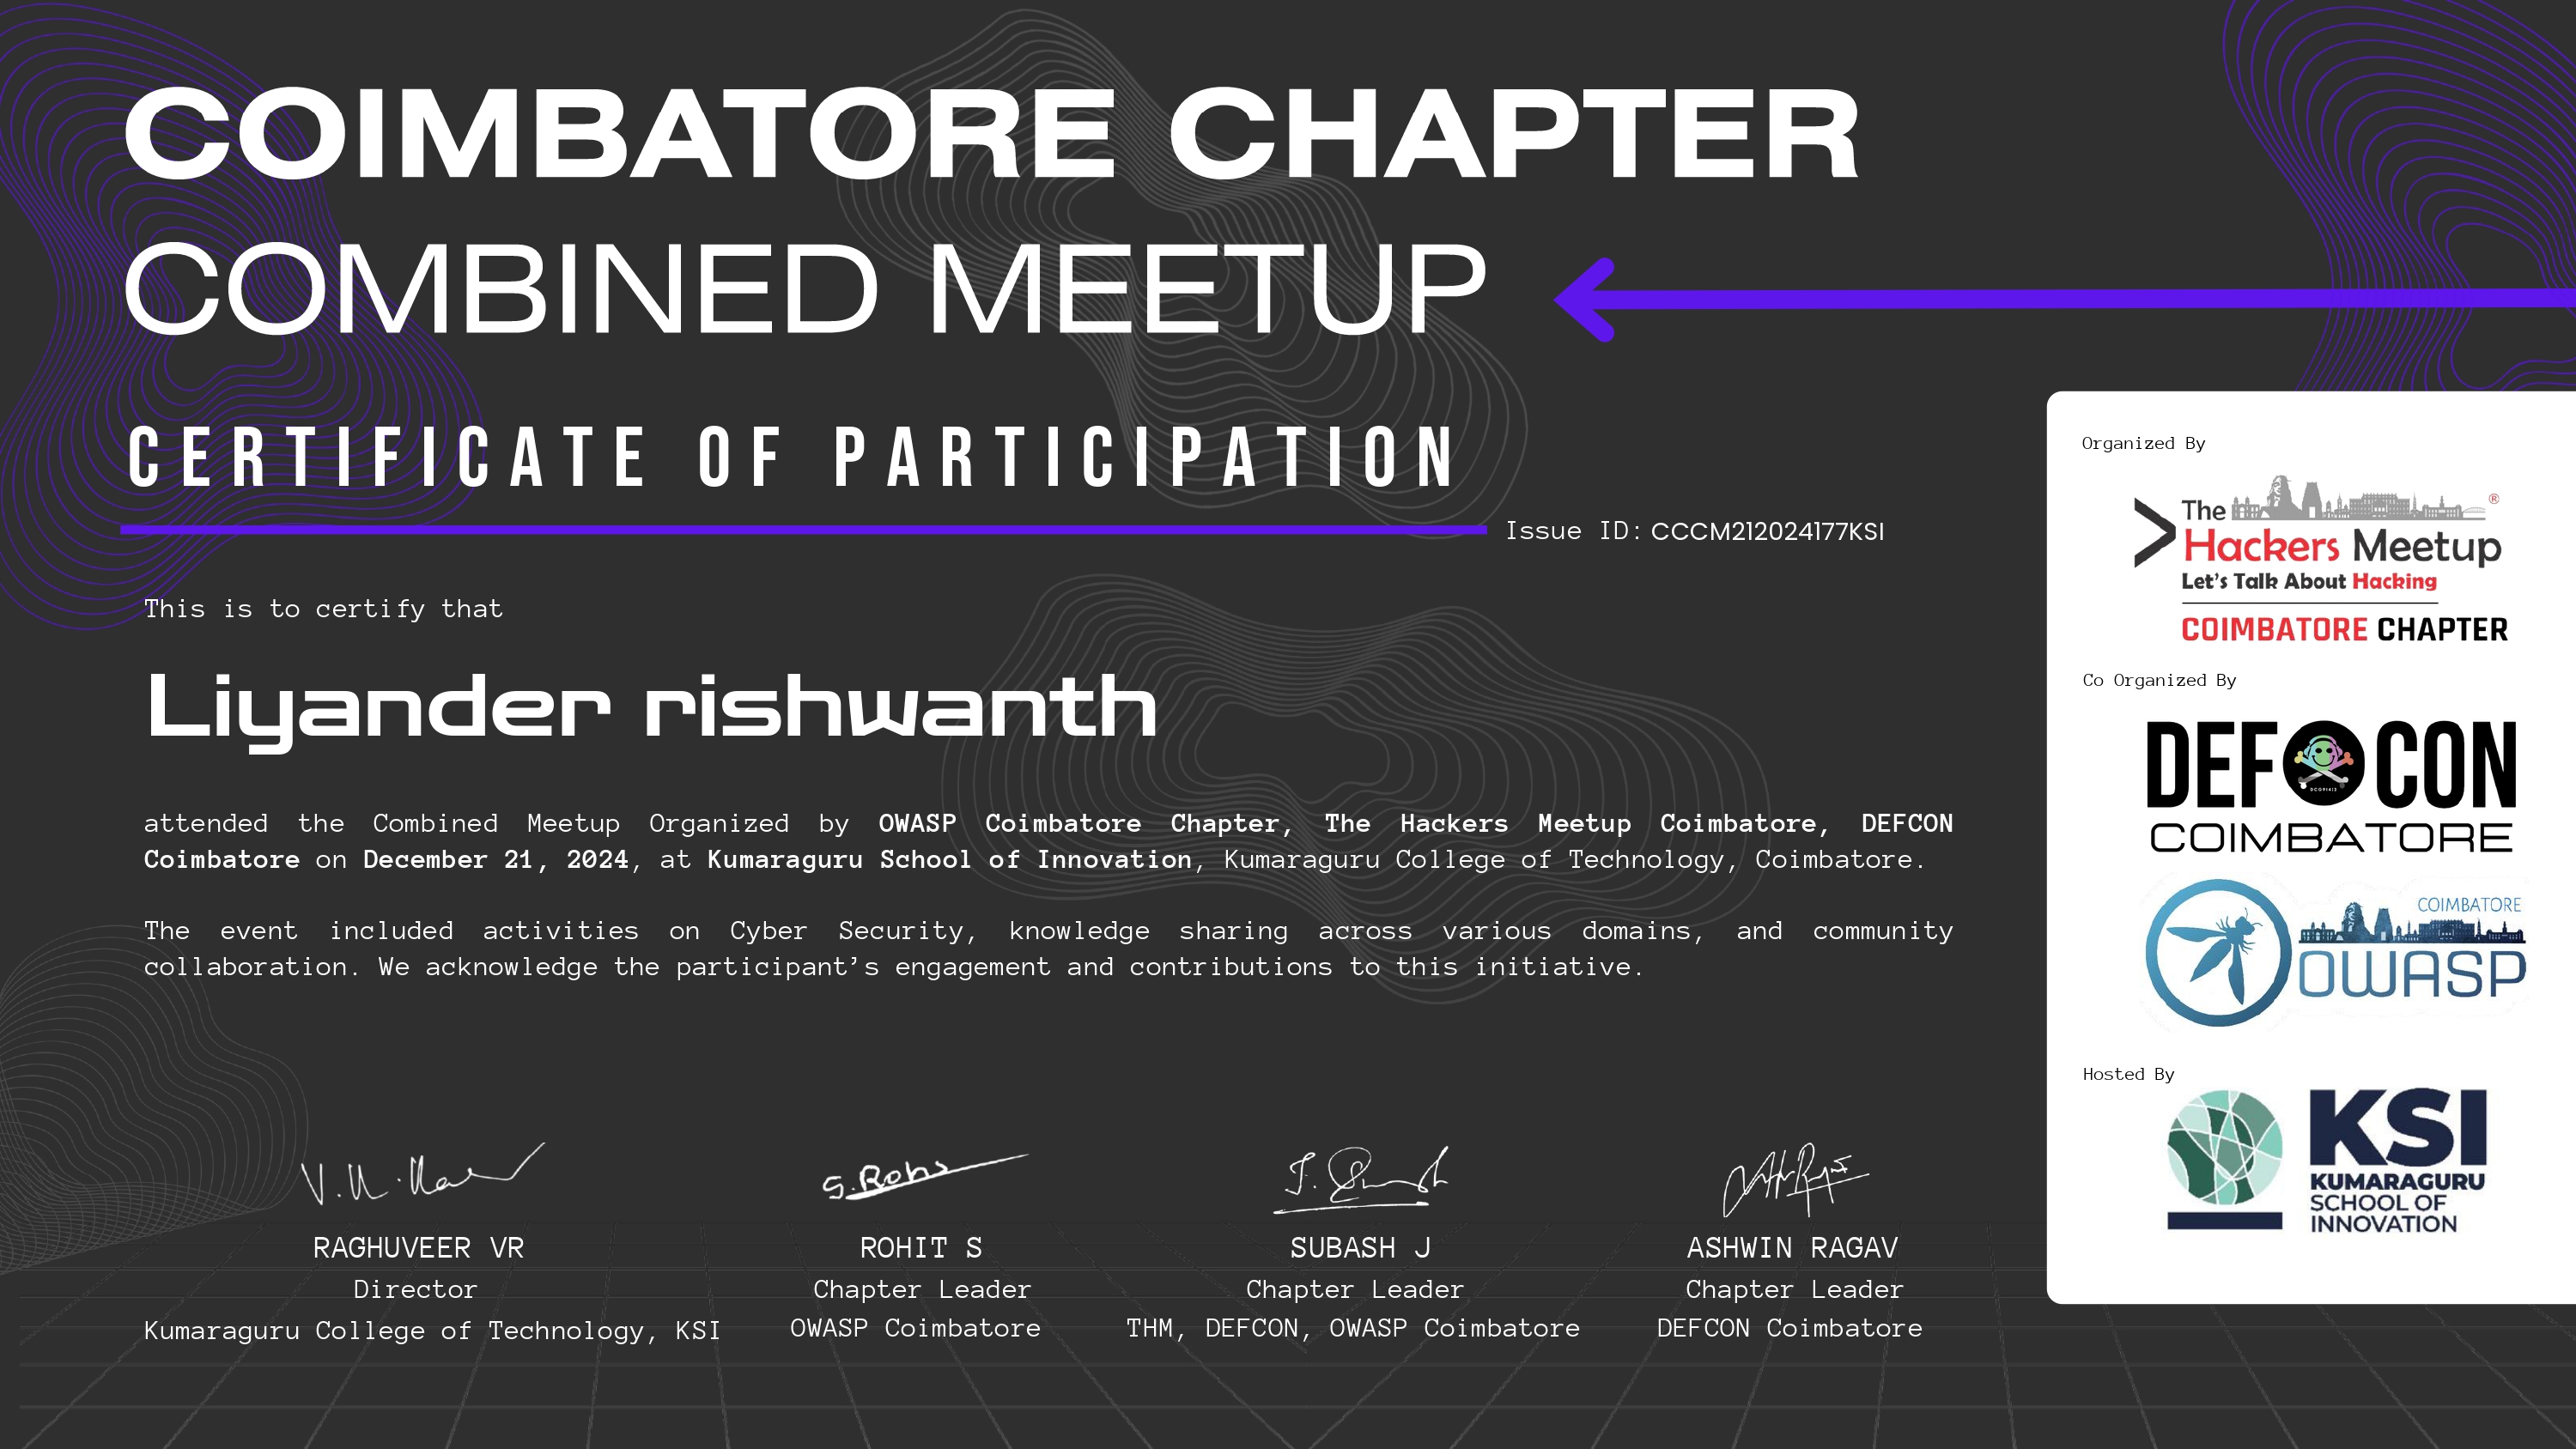 COIMBATORE CHAPTER
COMBINED MEETUP
CERTIFICATE OF PARTICIPATION
Issue ID: CCCM212024177KSI
This is to certify that
Liyander rishwanth
attended the Combined Meetup Organized by OWASP Coimbatore Chapter, The Hackers Meetup Coimbatore, DEFCON
Coimbatore on December 21, 2024, at Kumaraguru School of Innovation, Kumaraguru College of Technology, Coimbatore.
The event included activities on Cyber Security, knowledge sharing across various domains, and community
collaboration. We acknowledge the participant's engagement and contributions to this initiative.
S.Rohs
RAGHUVEER VR
Director
Kumaraguru College of Technology, KSI
ROHIT S
Chapter Leader
OWASP Coimbatore
SUBASH J
Chapter Leader
THM, DEFCON, OWASP Coimbatore
ASHWIN RAGAV
Chapter Leader
DEFCON Coimbatore
Organized By
The ®
Hackers Meetup
Let's Talk About Hacking
COIMBATORE CHAPTER
Co Organized By
DEF CON
COIMBATORE
COIMBATORE
OWASP
Hosted By
KSI
KUMARAGURU
SCHOOL OF
INNOVATION